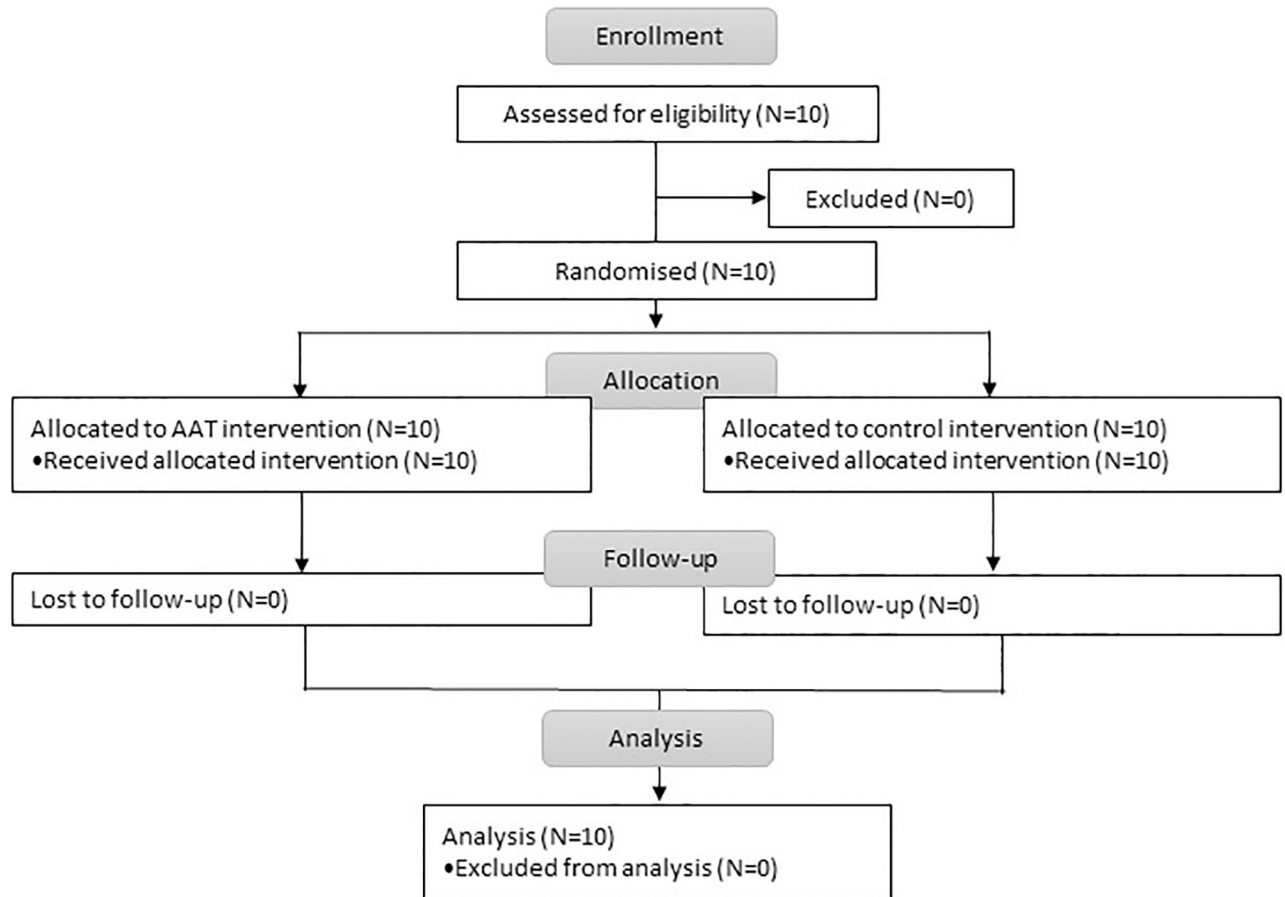 Enrollment
Assessed for eligibility (N=10)
Excluded (N=0)
Randomised (N=10)
Allocation
Allocated to AAT intervention (N=10)
•Received allocated intervention (N=10)
Allocated to control intervention (N=10)
•Received allocated intervention (N=10)
Follow-up
Lost to follow-up (N=0)
Lost to follow-up (N=0)
Analysis
Analysis (N=10)
•Excluded from analysis (N=0)